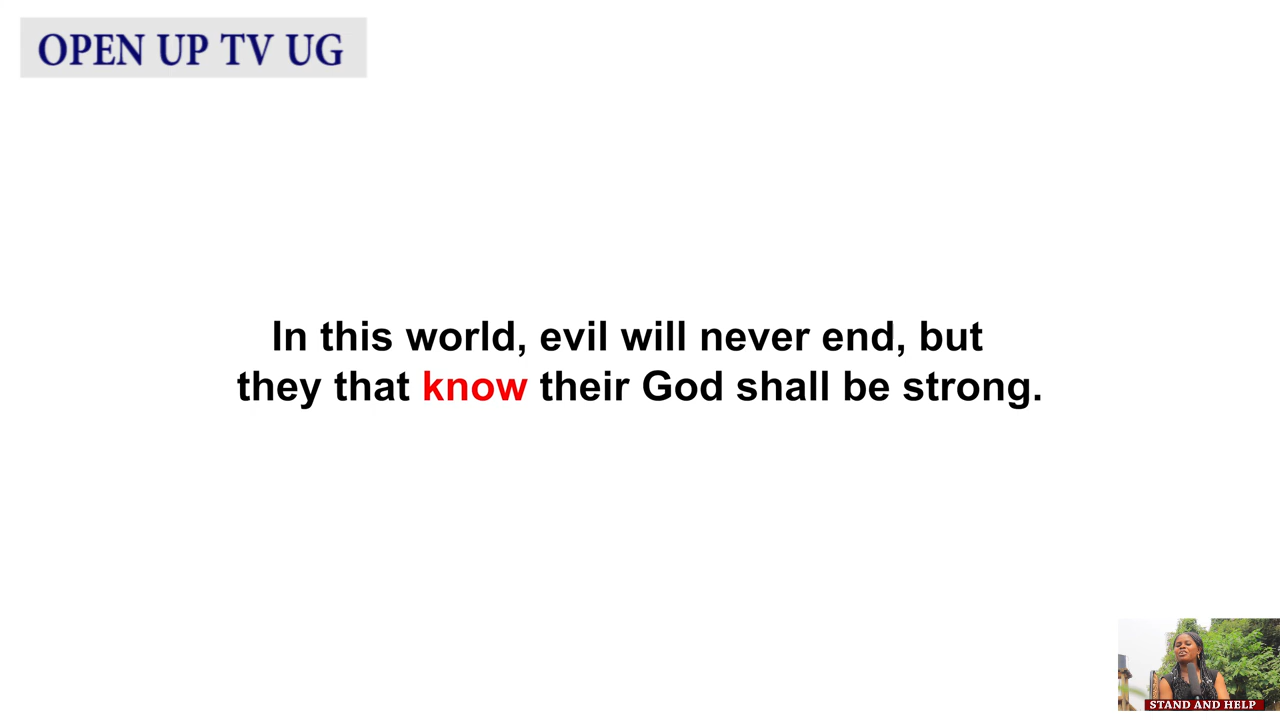 OPEN UP TV UG
In this world, evil will never end, but
they that know their God shall be strong.
STAND AND HELP